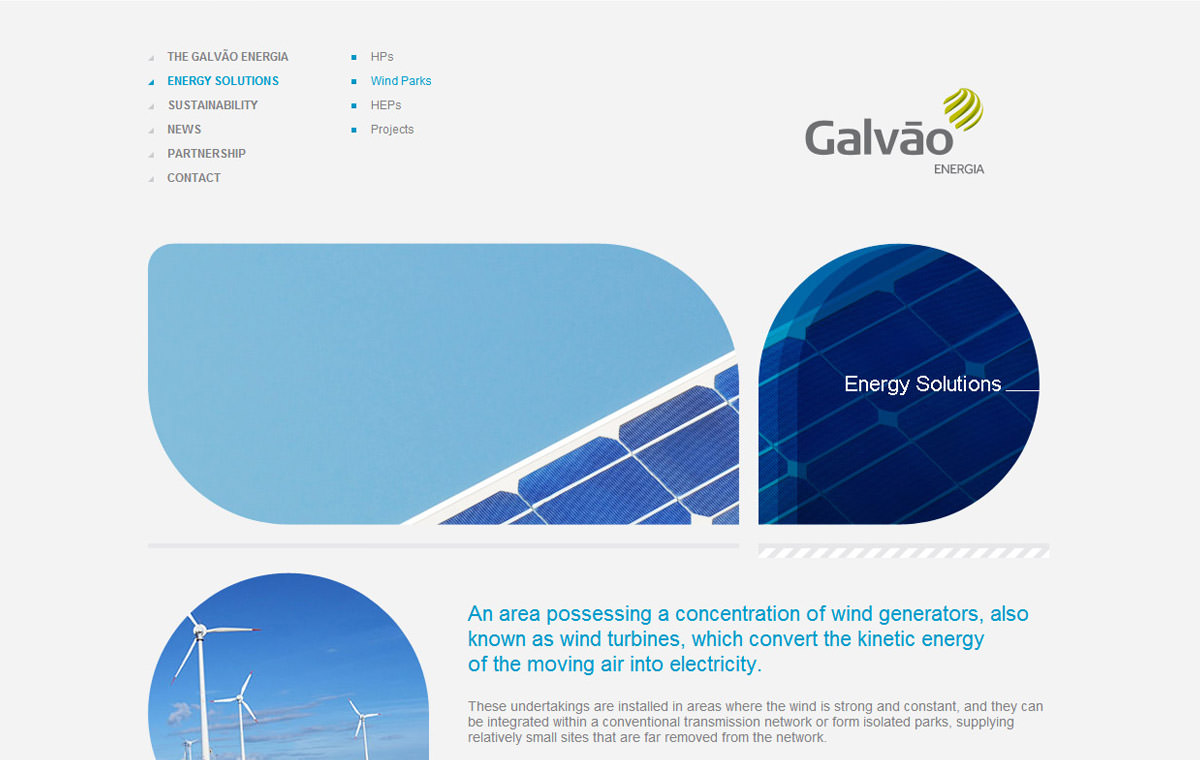 THE GALVÃO ENERGIA
ENERGY SOLUTIONS
SUSTAINABILITY
NEWS
PARTNERSHIP
CONTACT
HPs
Wind Parks
HEPs
Projects
Galvão
ENERGIA
Energy Solutions
An area possessing a concentration of wind generators, also
known as wind turbines, which convert the kinetic energy
of the moving air into electricity.
These undertakings are installed in areas where the wind is strong and constant, and they can
be integrated within a conventional transmission network or form isolated parks, supplying
relatively small sites that are far removed from the network.